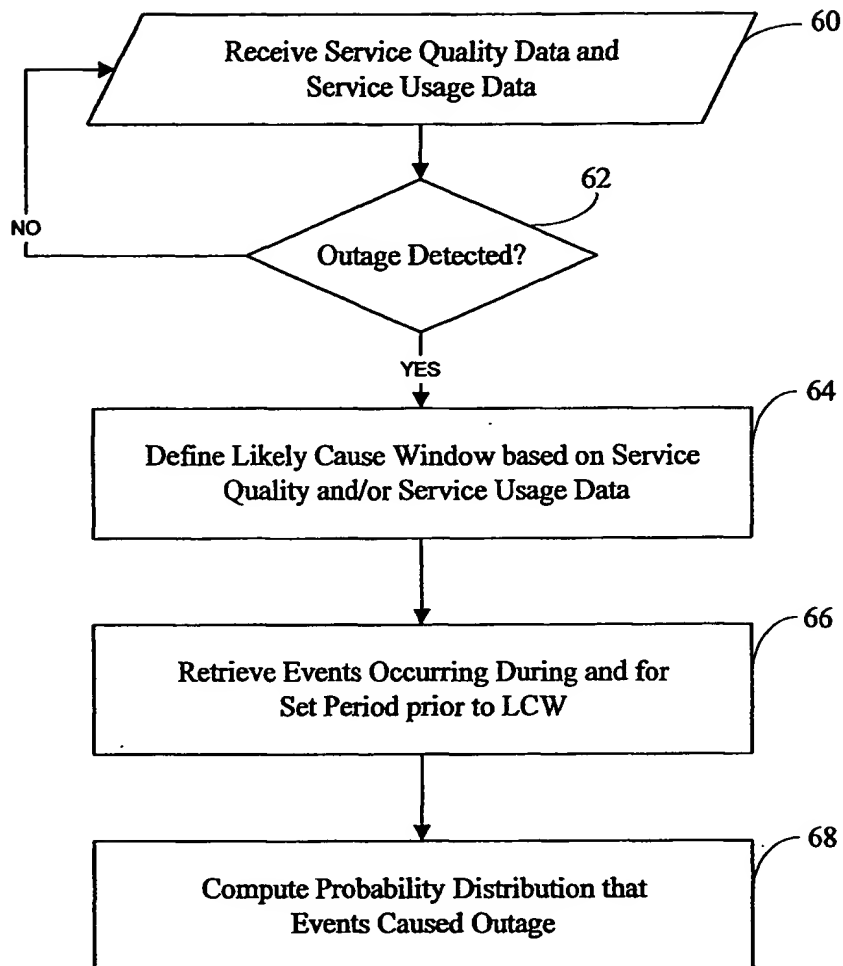 60
Receive Service Quality Data and
Service Usage Data
62
NO
Outage Detected?
YES
64
Define Likely Cause Window based on Service
Quality and/or Service Usage Data
66
Retrieve Events Occurring During and for
Set Period prior to LCW
68
Compute Probability Distribution that
Events Caused Outage